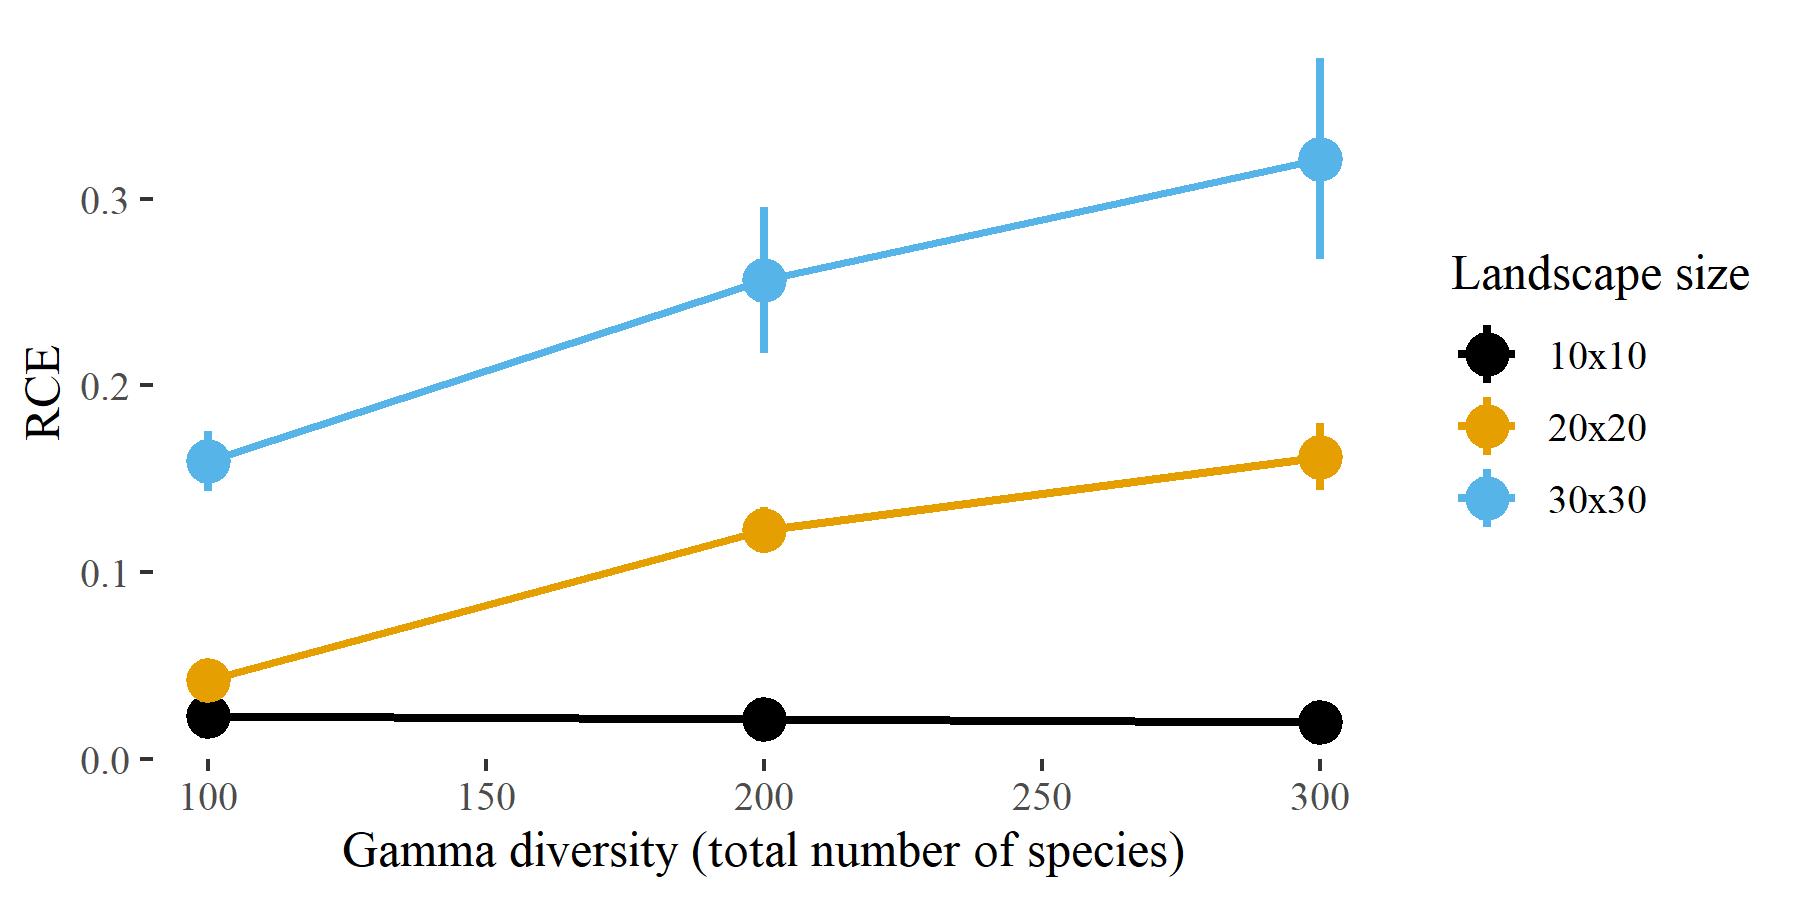 RCE
0.3
0.2
0.1
0.0
100 150 200 250 300
Gamma diversity (total number of species)
Landscape size
10x10
20x20
30x30